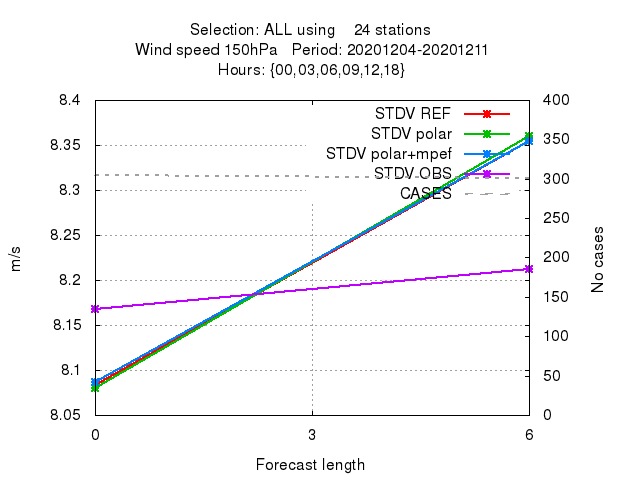 Selection: ALL using    24 stations
Wind speed 150hPa   Period: 20201204-20201211
Hours: {00,03,06,09,12,18}
8.4
8.35
8.3
8.25
8.2
8.15
8.1
8.05
m/s
STDV REF
STDV polar
STDV polar+mpef
STDV OBS
CASES
400
350
300
250
200
150
100
50
0
No cases
0 3 6
Forecast length